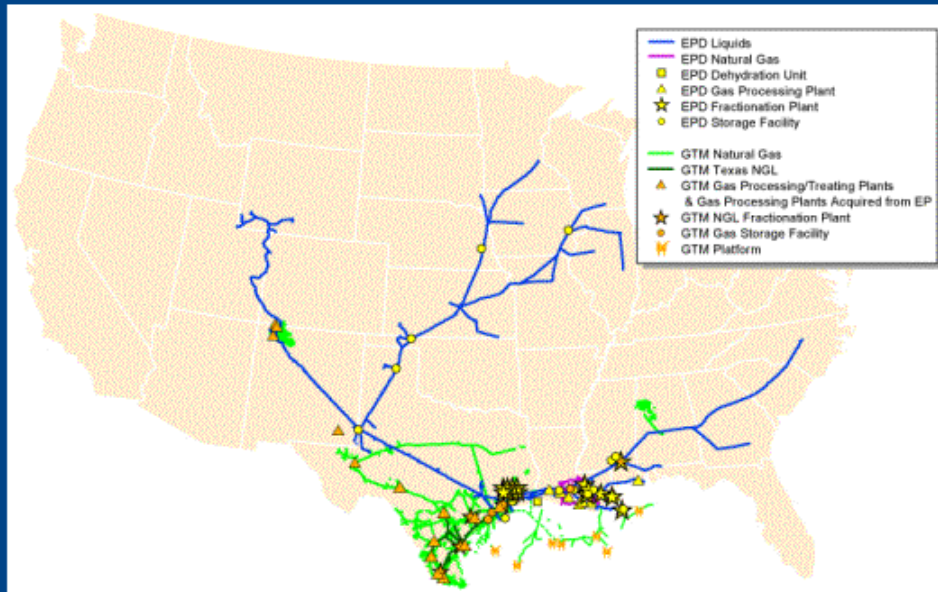 EPD Liquids
EPD Natural Gas
EPD Dehydration Unit
EPD Gas Processing Plant
EPD Fractionation Plant
EPD Storage Facility
GTM Natural Gas
GTM Texas NGL
GTM Gas Processing/Treating Plants
& Gas Processing Plants Acquired from EP
GTM NGL Fractionation Plant
GTM Gas Storage Facility
GTM Platform